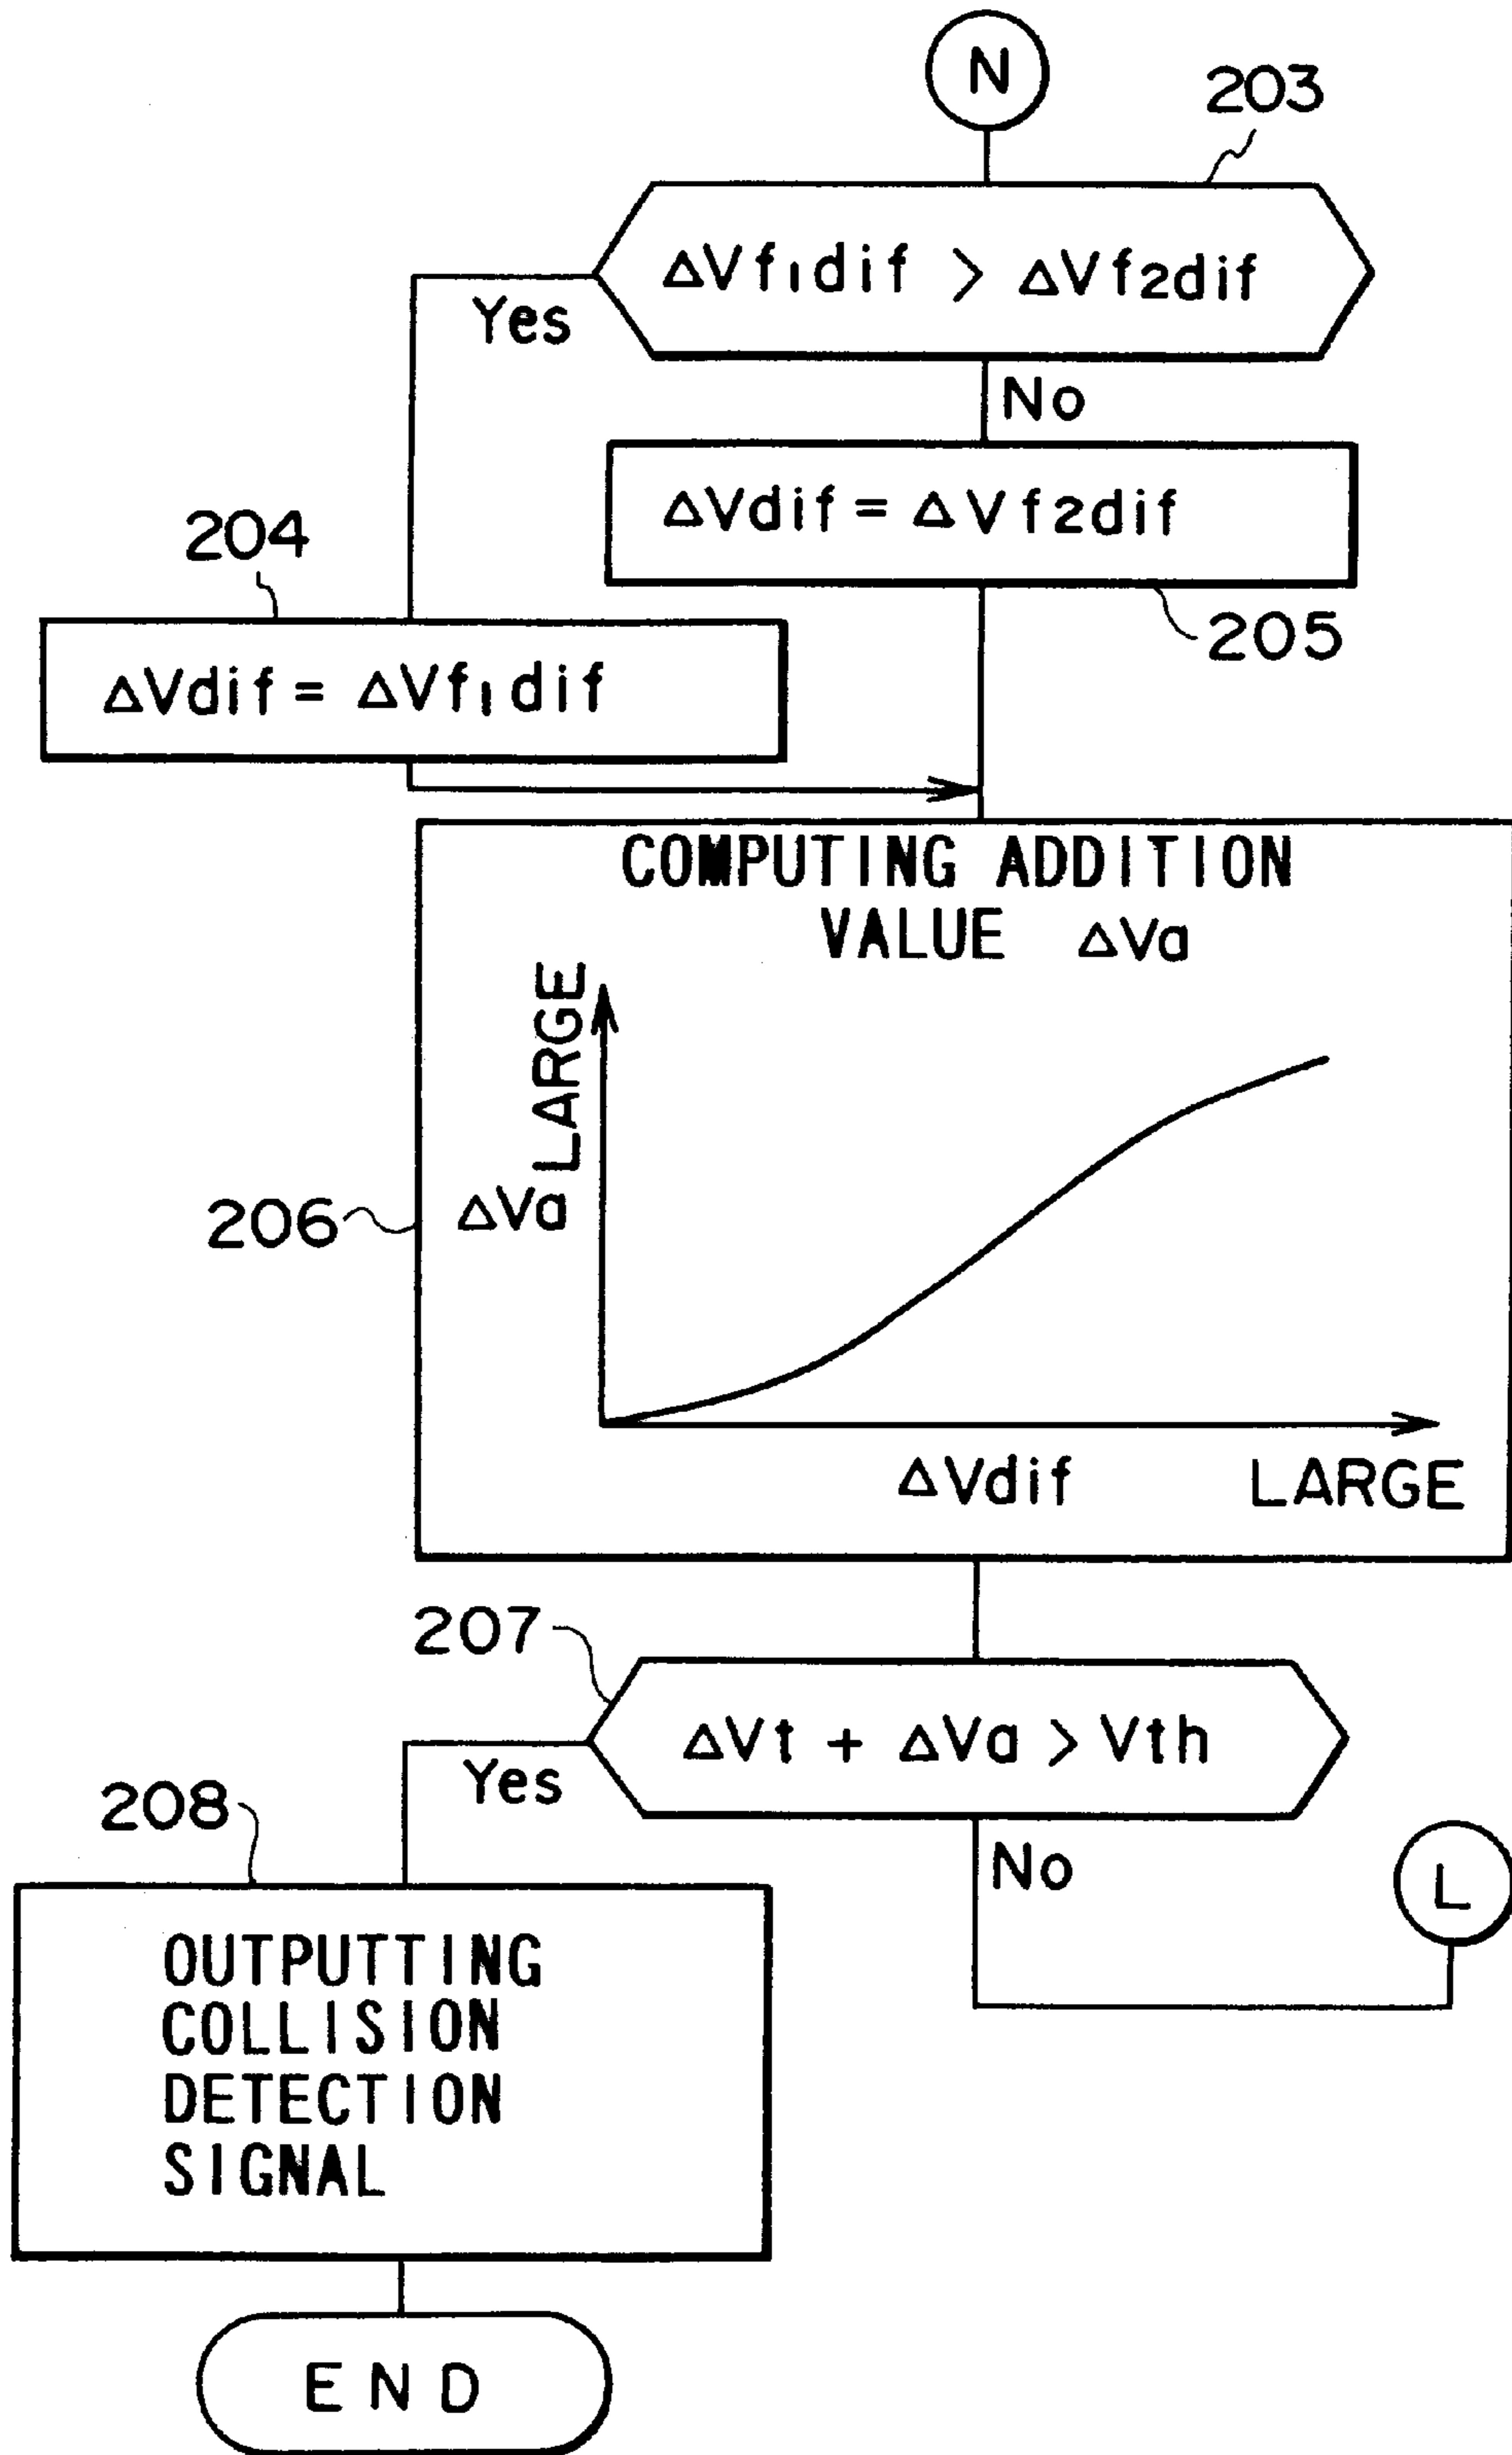 N
203
ΔVf1dif > ΔVf2dif
Yes
No
ΔVdif = ΔVf2dif
204
205
ΔVdif = ΔVf1dif
COMPUTING ADDITION
VALUE ΔVa
LARGE
ΔVa
206
ΔVdif
LARGE
207
ΔVt + ΔVa > Vth
Yes
208
No
L
OUTPUTTING
COLLISION
DETECTION
SIGNAL
END